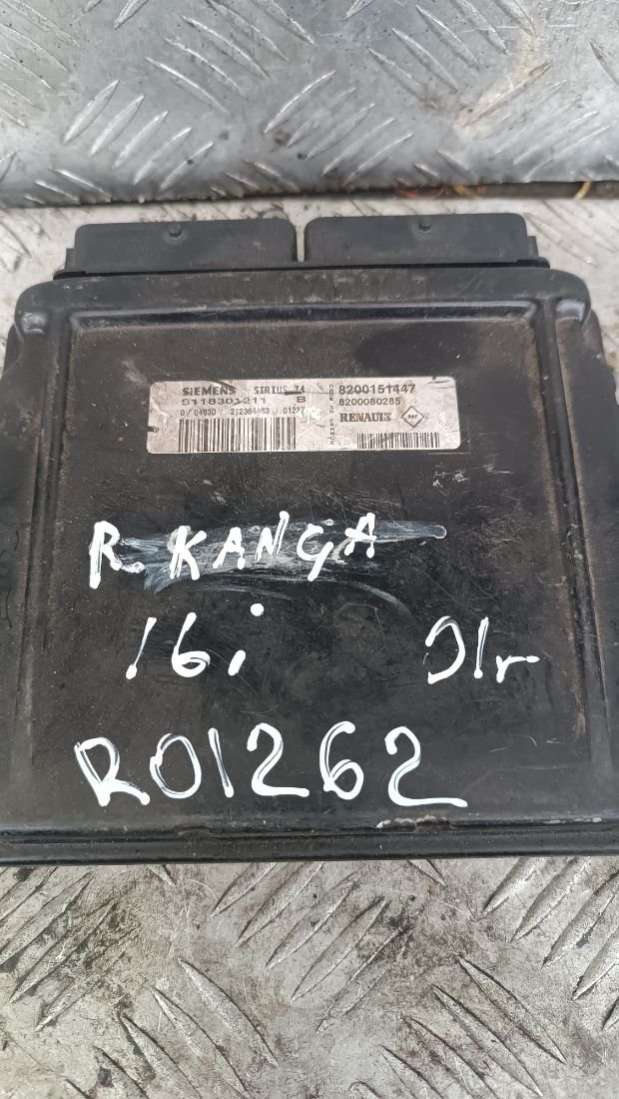 SIEMENS SIRIUS 34
S118301211 B
8200151447
8200080285
RENAULT
R KANGA
16i 01r
R01262